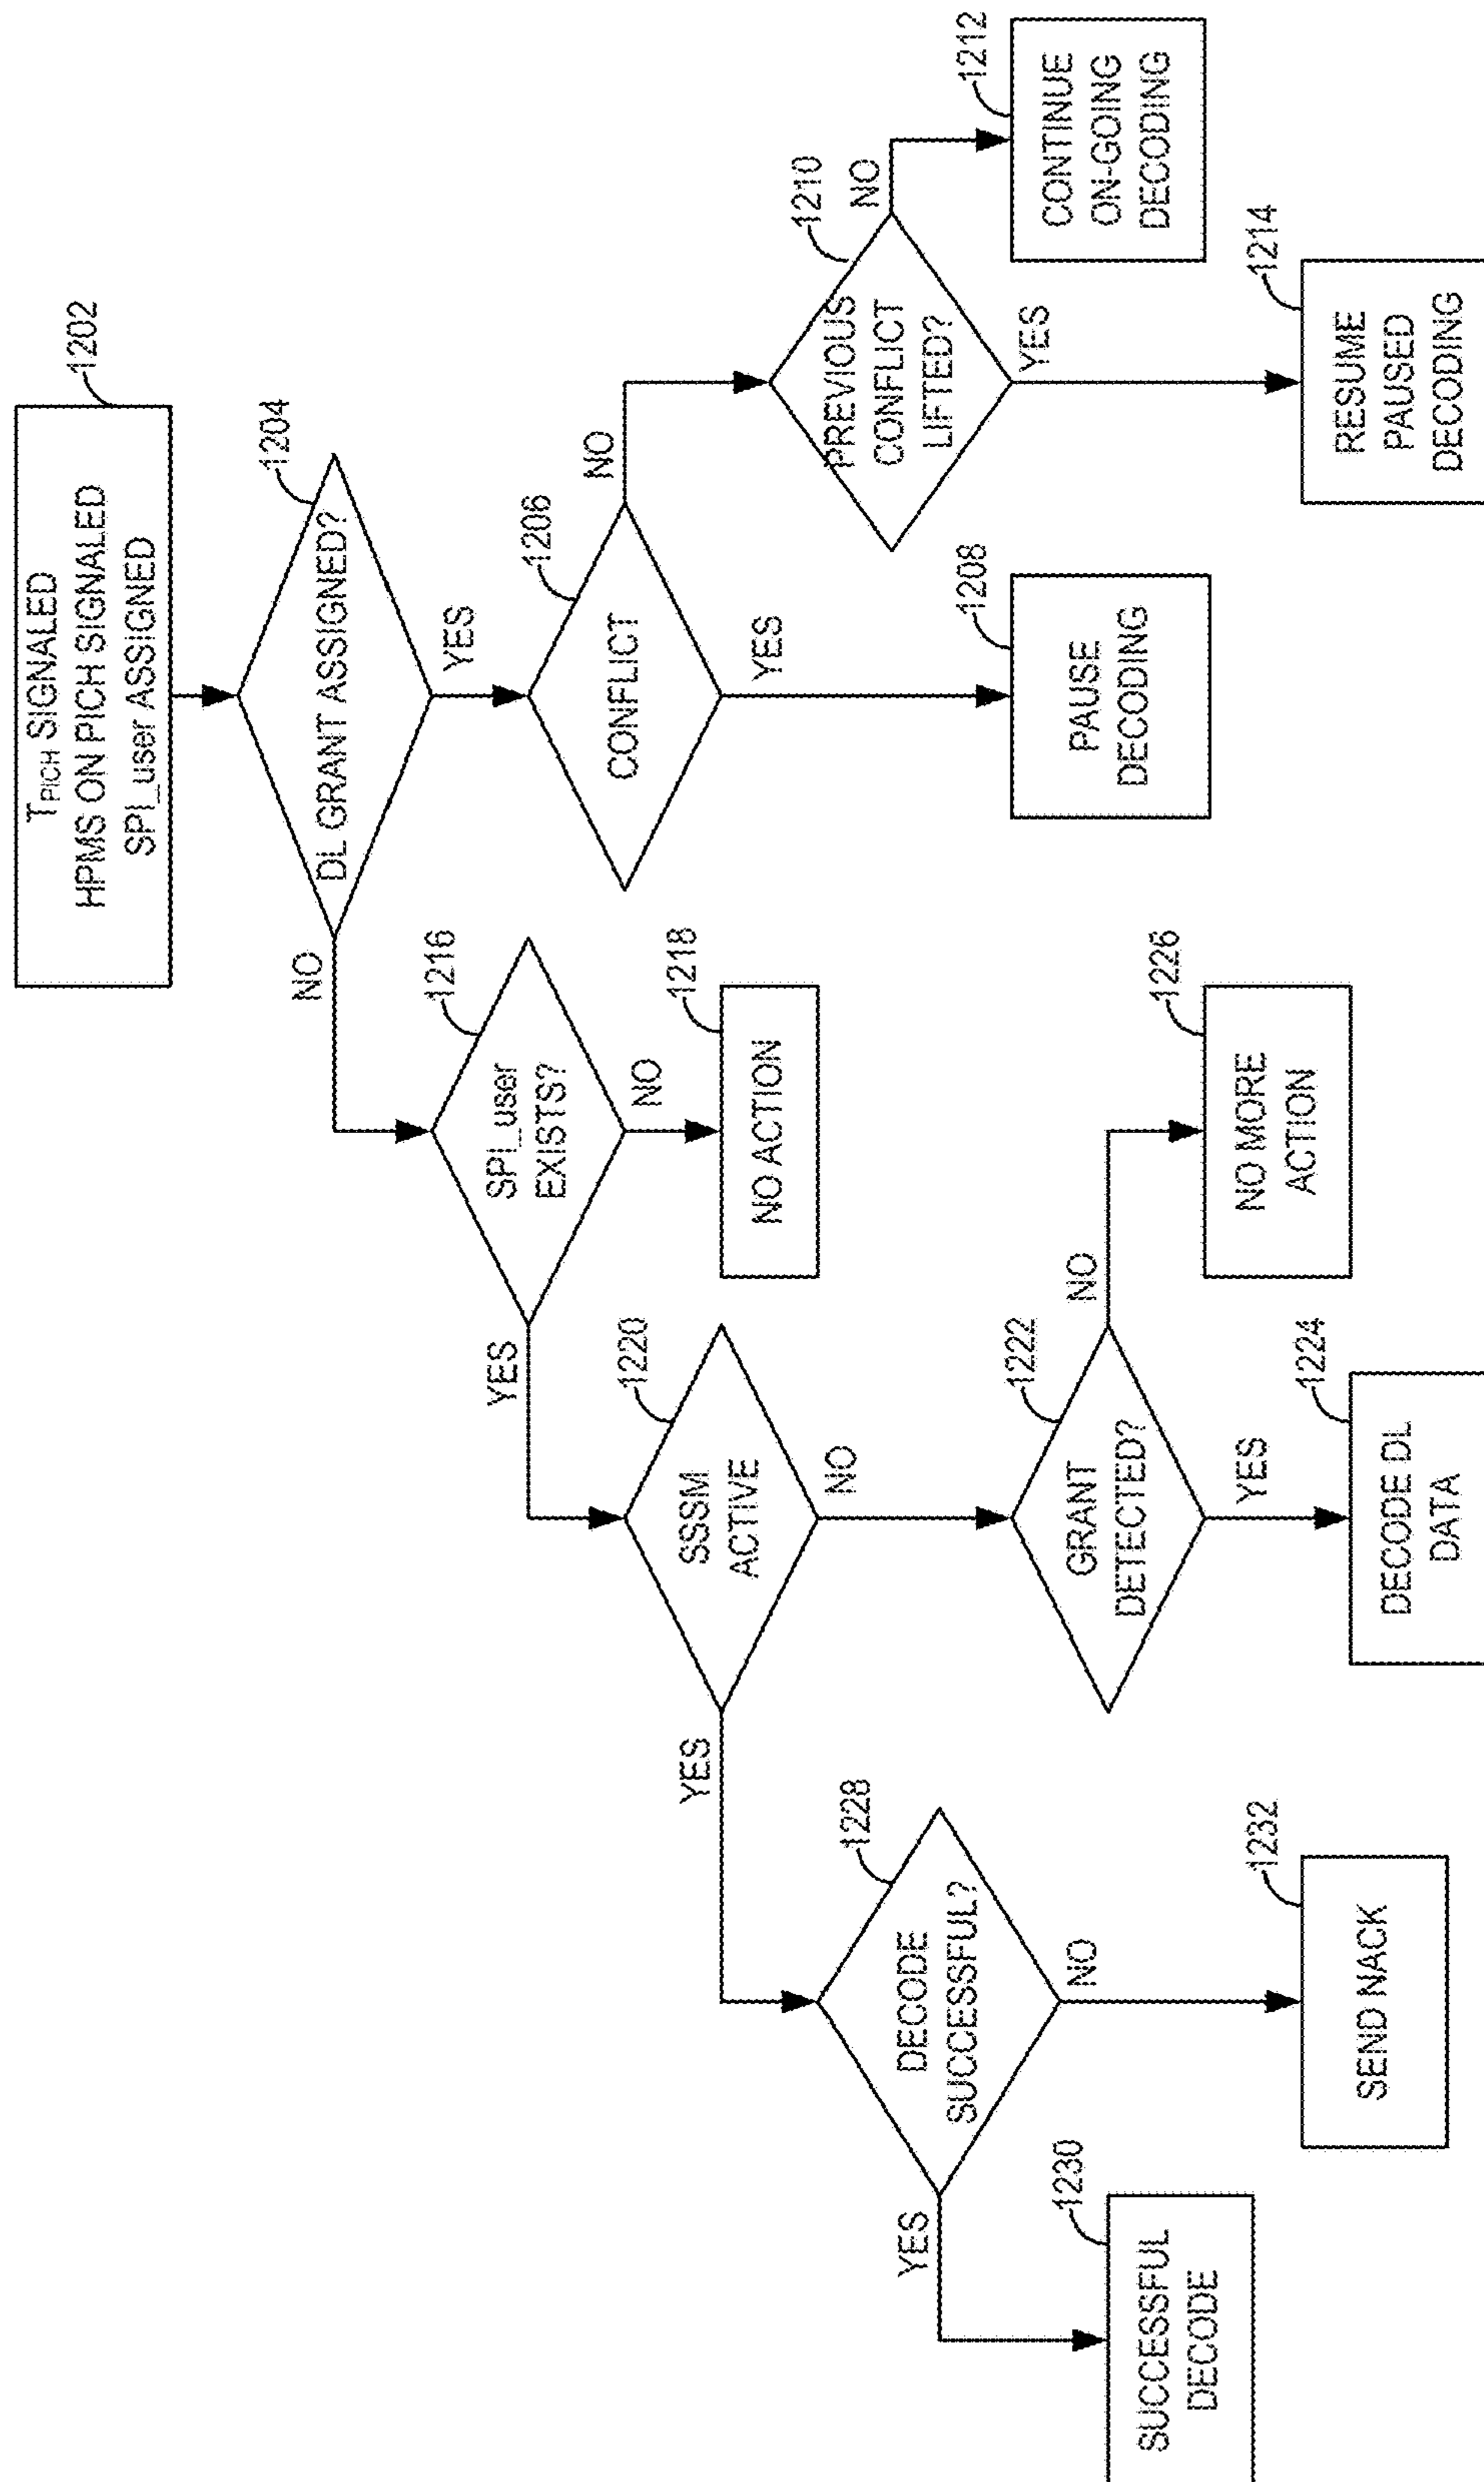 T_PICH SIGNALED
HPMS ON PICH SIGNALED
SPI_user ASSIGNED
1202
DL GRANT ASSIGNED?
1204
NO
YES
CONFLICT
1206
NO
YES
PAUSE
DECODING
1208
PREVIOUS
CONFLICT
LIFTED?
1210
NO
YES
CONTINUE
ON-GOING
DECODING
1212
RESUME
PAUSED
DECODING
1214
SPI_user
EXISTS?
1216
NO
YES
NO ACTION
1218
SSSM
ACTIVE
1220
YES
NO
GRANT
DETECTED?
1222
NO
YES
DECODE DL
DATA
1224
NO MORE
ACTION
1226
DECODE
SUCCESSFUL?
1228
YES
NO
SUCCESSFUL
DECODE
1230
SEND NACK
1232